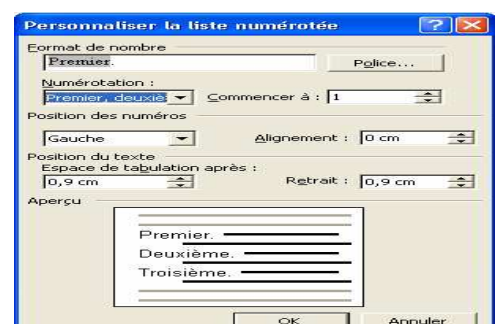 Personnaliser la liste numérotée
Format de nombre
Premier.
Police...
Numérotation :
Premier, deuxiè
Commencer à : 1
Position des numéros
Gauche
Alignement : 0 cm
Position du texte
Espace de tabulation après :
0,9 cm
Retrait : 0,9 cm
Aperçu
Premier.
Deuxième.
Troisième.
OK
Annuler